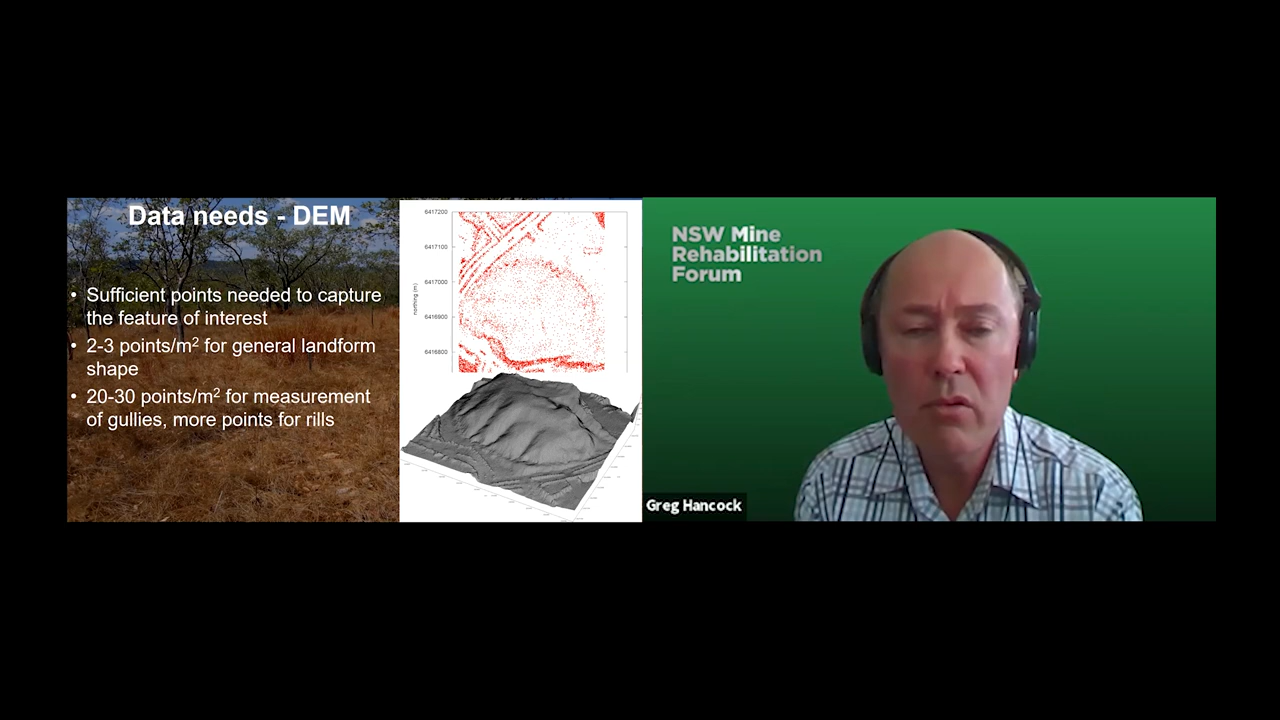 Data needs - DEM
• Sufficient points needed to capture
the feature of interest
• 2-3 points/m² for general landform
shape
• 20-30 points/m² for measurement
of gullies, more points for rills
6417200
6417100
6417000
6416900
6416800
northing (m)
NSW Mine
Rehabilitation
Forum
Greg Hancock